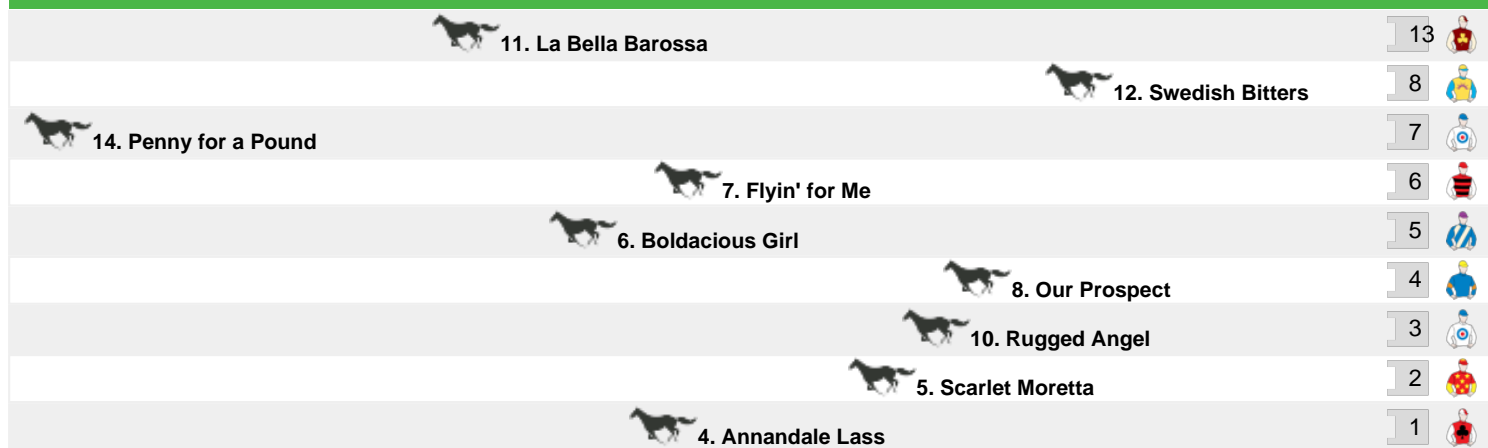 11. La Bella Barossa 13
12. Swedish Bitters 8
14. Penny for a Pound 7
7. Flyin' for Me 6
6. Boldacious Girl 5
8. Our Prospect 4
10. Rugged Angel 3
5. Scarlet Moretta 2
4. Annandale Lass 1